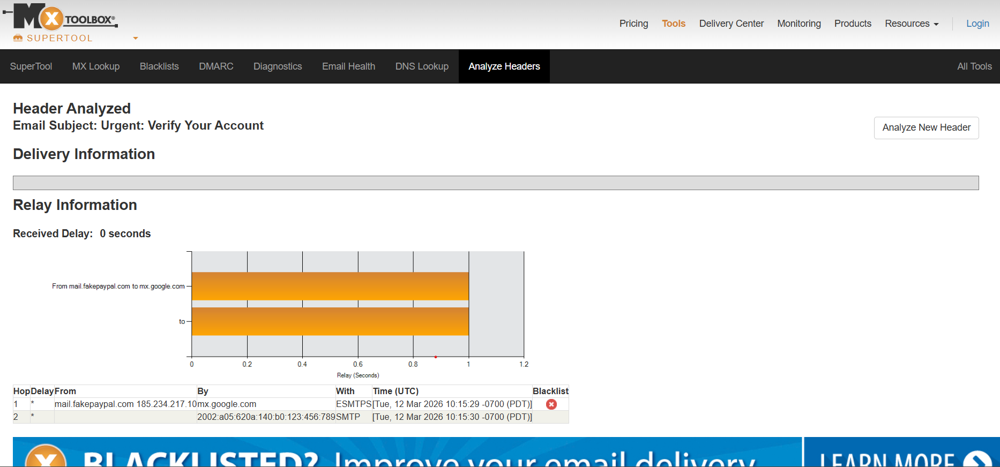 MX TOOLBOX®
SUPERTOOL
Pricing Tools Delivery Center Monitoring Products Resources Login
SuperTool MX Lookup Blacklists DMARC Diagnostics Email Health DNS Lookup Analyze Headers All Tools
Header Analyzed
Email Subject: Urgent: Verify Your Account
Analyze New Header
Delivery Information
Relay Information
Received Delay: 0 seconds
From mail.fakepaypal.com to mx.google.com
to
0 0.2 0.4 0.6 0.8 1 1.2
Relay (Seconds)
Hop Delay From By With Time (UTC) Blacklist
1 * mail.fakepaypal.com 185.234.217.10 mx.google.com ESMTPS [Tue, 12 Mar 2026 10:15:29 -0700 (PDT)]
2 * 2002:a05:620a:140:b0:123:456:789 SMTP [Tue, 12 Mar 2026 10:15:30 -0700 (PDT)]
X BLACKLISTED? Improve your email delivery LEARN MORE